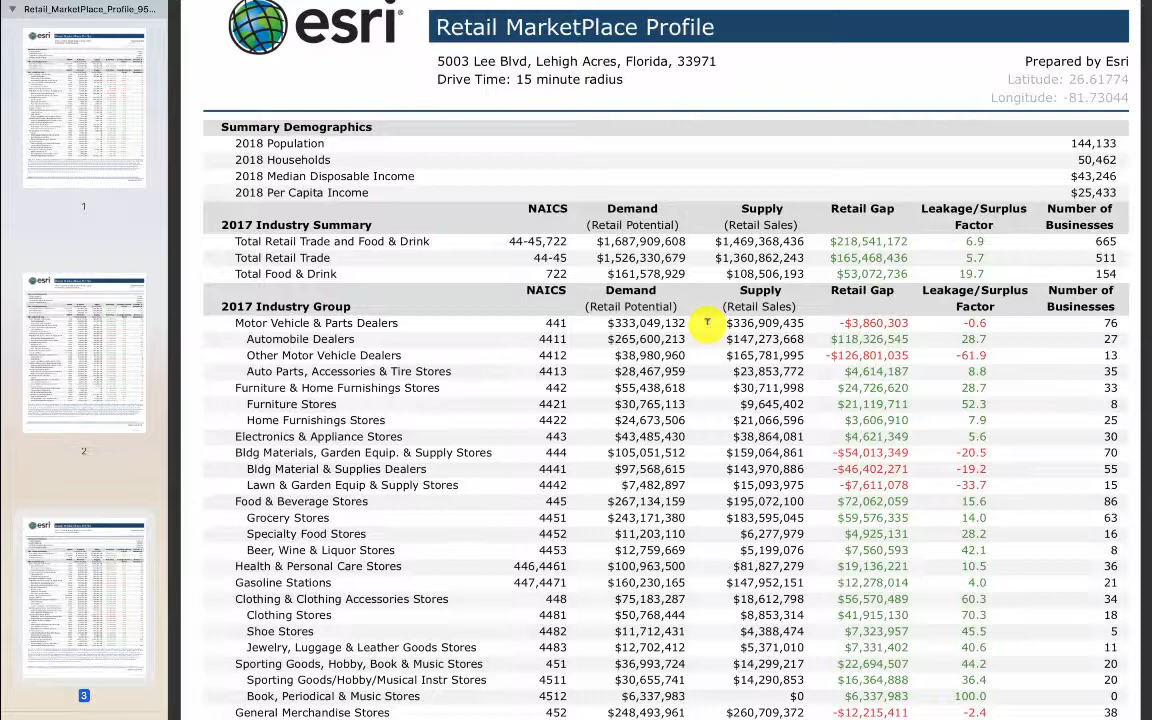 Retail_MarketPlace_Profile_95...
1
2
3
esri
Retail MarketPlace Profile
5003 Lee Blvd, Lehigh Acres, Florida, 33971 Prepared by Esri
Drive Time: 15 minute radius Latitude: 26.61774
Longitude: -81.73044
Summary Demographics
2018 Population 144,133
2018 Households 50,462
2018 Median Disposable Income $43,246
2018 Per Capita Income $25,433
NAICS Demand Supply Retail Gap Leakage/Surplus Number of
2017 Industry Summary (Retail Potential) (Retail Sales) Factor Businesses
Total Retail Trade and Food & Drink 44-45,722 $1,687,909,608 $1,469,368,436 $218,541,172 6.9 665
Total Retail Trade 44-45 $1,526,330,679 $1,360,862,243 $165,468,436 5.7 511
Total Food & Drink 722 $161,578,929 $108,506,193 $53,072,736 19.7 154
NAICS Demand Supply Retail Gap Leakage/Surplus Number of
2017 Industry Group (Retail Potential) (Retail Sales) Factor Businesses
Motor Vehicle & Parts Dealers 441 $333,049,132 $336,909,435 -$3,860,303 -0.6 76
Automobile Dealers 4411 $265,600,213 $147,273,668 $118,326,545 28.7 27
Other Motor Vehicle Dealers 4412 $38,980,960 $165,781,995 -$126,801,035 -61.9 13
Auto Parts, Accessories & Tire Stores 4413 $28,467,959 $23,853,772 $4,614,187 8.8 35
Furniture & Home Furnishings Stores 442 $55,438,618 $30,711,998 $24,726,620 28.7 33
Furniture Stores 4421 $30,765,113 $9,645,402 $21,119,711 52.3 8
Home Furnishings Stores 4422 $24,673,506 $21,066,596 $3,606,910 7.9 25
Electronics & Appliance Stores 443 $43,485,430 $38,864,081 $4,621,349 5.6 30
Bldg Materials, Garden Equip. & Supply Stores 444 $105,051,512 $159,064,861 -$54,013,349 -20.5 70
Bldg Material & Supplies Dealers 4441 $97,568,615 $143,970,886 -$46,402,271 -19.2 55
Lawn & Garden Equip & Supply Stores 4442 $7,482,897 $15,093,975 -$7,611,078 -33.7 15
Food & Beverage Stores 445 $267,134,159 $195,072,100 $72,062,059 15.6 86
Grocery Stores 4451 $243,171,380 $183,595,045 $59,576,335 14.0 63
Specialty Food Stores 4452 $11,203,110 $6,277,979 $4,925,131 28.2 16
Beer, Wine & Liquor Stores 4453 $12,759,669 $5,199,076 $7,560,593 42.1 8
Health & Personal Care Stores 446,4461 $100,963,500 $81,827,279 $19,136,221 10.5 36
Gasoline Stations 447,4471 $160,230,165 $147,952,151 $12,278,014 4.0 21
Clothing & Clothing Accessories Stores 448 $75,183,287 $18,612,798 $56,570,489 60.3 34
Clothing Stores 4481 $50,768,444 $8,853,314 $41,915,130 70.3 18
Shoe Stores 4482 $11,712,431 $4,388,474 $7,323,957 45.5 5
Jewelry, Luggage & Leather Goods Stores 4483 $12,702,412 $5,371,010 $7,331,402 40.6 11
Sporting Goods, Hobby, Book & Music Stores 451 $36,993,724 $14,299,217 $22,694,507 44.2 20
Sporting Goods/Hobby/Musical Instr Stores 4511 $30,655,741 $14,290,853 $16,364,888 36.4 20
Book, Periodical & Music Stores 4512 $6,337,983 $0 $6,337,983 100.0 0
General Merchandise Stores 452 $248,493,961 $260,709,372 -$12,215,411 -2.4 38